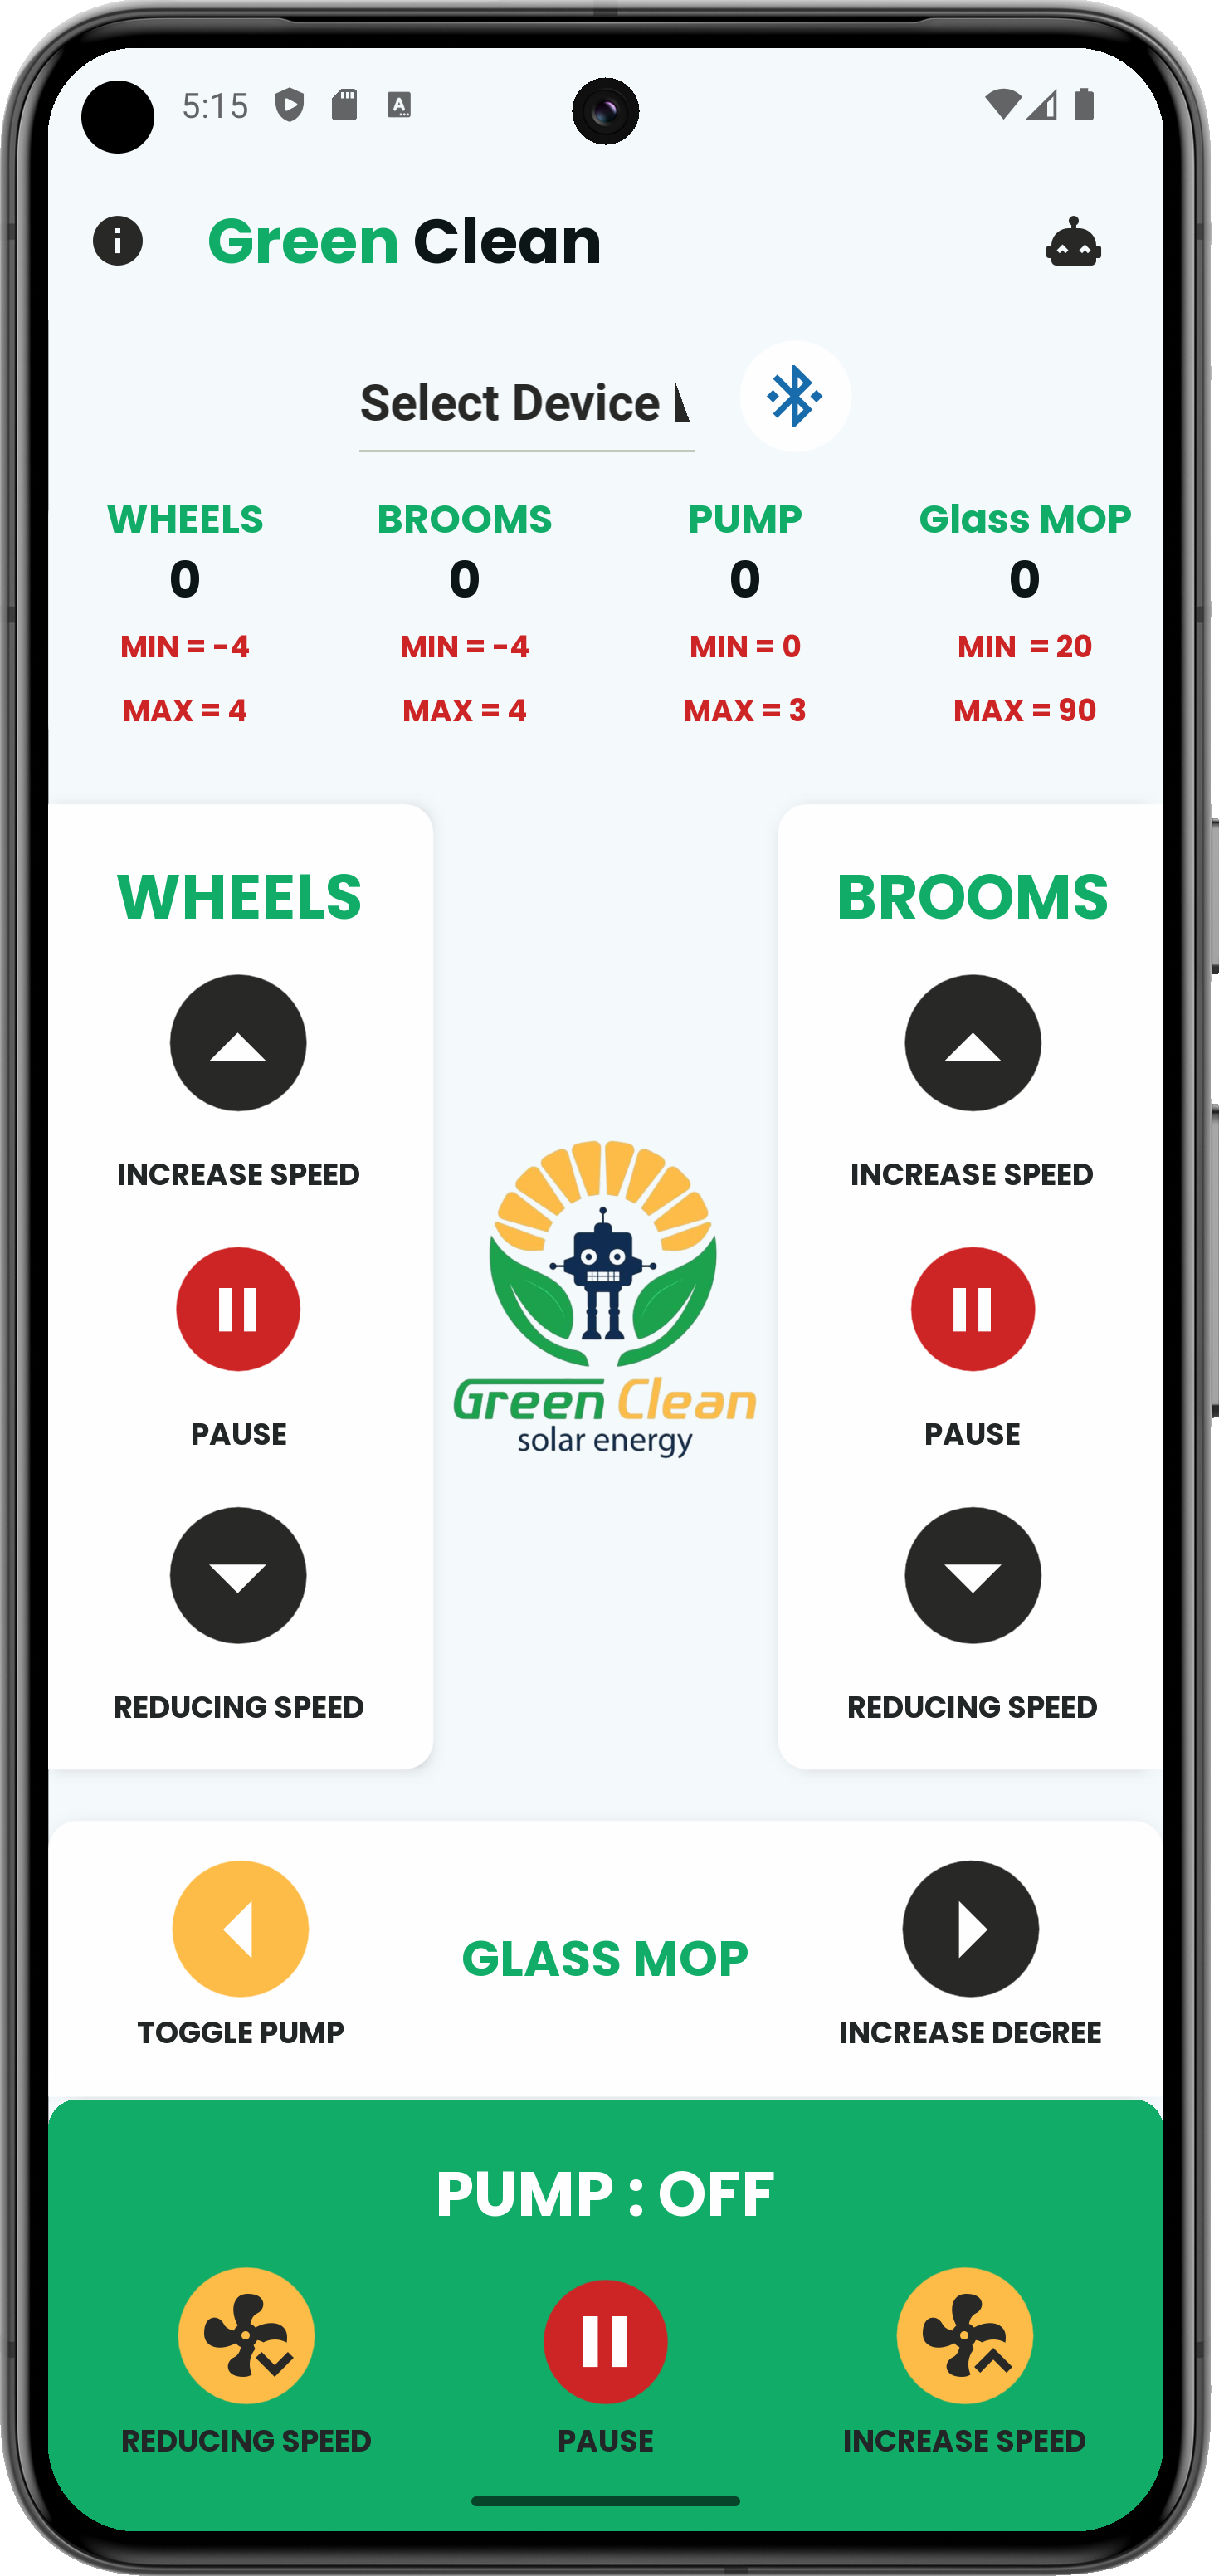 5:15
Green Clean
Select Device
WHEELS BROOMS PUMP Glass MOP
0 0 0 0
MIN = -4 MIN = -4 MIN = 0 MIN = 20
MAX = 4 MAX = 4 MAX = 3 MAX = 90
WHEELS BROOMS
INCREASE SPEED INCREASE SPEED
PAUSE PAUSE
Green Clean
solar energy
REDUCING SPEED REDUCING SPEED
GLASS MOP
TOGGLE PUMP INCREASE DEGREE
PUMP : OFF
REDUCING SPEED PAUSE INCREASE SPEED